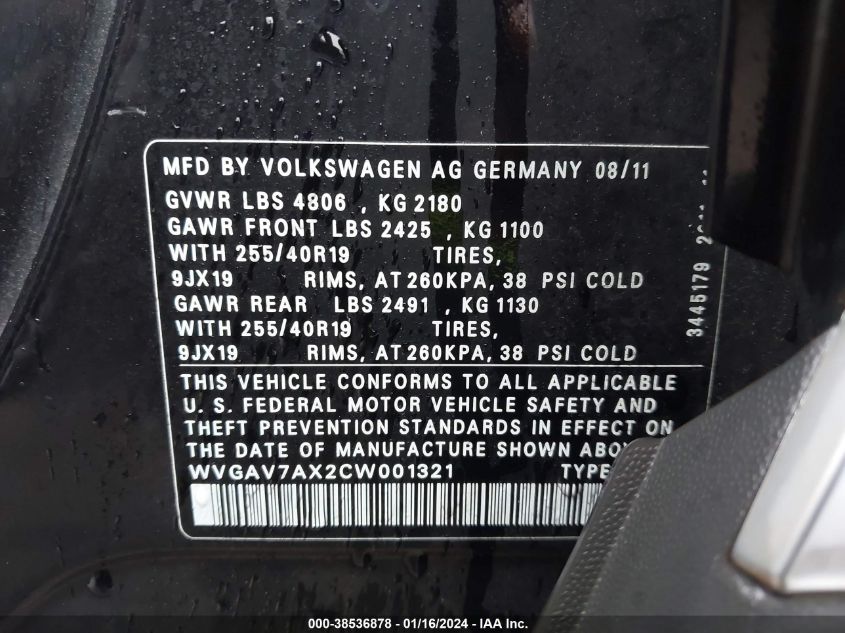 MFD BY VOLKSWAGEN AG GERMANY 08/11
GVWR LBS 4806 , KG 2180
GAWR FRONT LBS 2425 , KG 1100
WITH 255/40R19 TIRES,
9JX19 RIMS, AT 260KPA, 38 PSI COLD
GAWR REAR LBS 2491 , KG 1130
WITH 255/40R19 TIRES,
9JX19 RIMS, AT 260KPA, 38 PSI COLD
THIS VEHICLE CONFORMS TO ALL APPLICABLE
U. S. FEDERAL MOTOR VEHICLE SAFETY AND
THEFT PREVENTION STANDARDS IN EFFECT ON
THE DATE OF MANUFACTURE SHOWN
WVGAV7AX2CW001321 TYPE
3445179
000-38536878 - 01/16/2024 - IAA Inc.